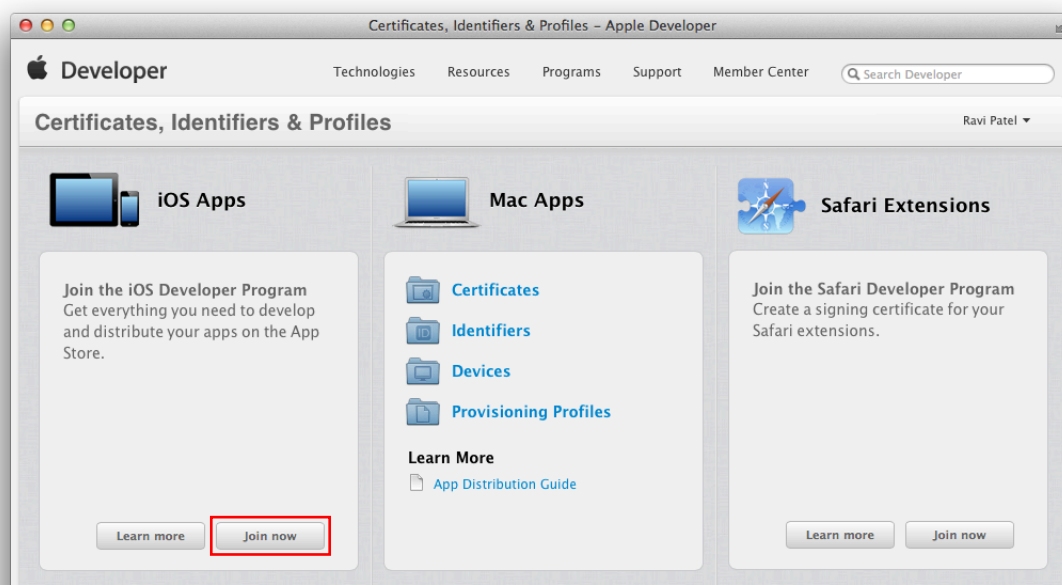 Certificates, Identifiers & Profiles – Apple Developer
Developer
Technologies Resources Programs Support Member Center Search Developer
Certificates, Identifiers & Profiles
Ravi Patel
iOS Apps
Join the iOS Developer Program
Get everything you need to develop
and distribute your apps on the App
Store.
Learn more Join now
Mac Apps
Certificates
ID
Identifiers
Devices
Provisioning Profiles
Learn More
App Distribution Guide
Safari Extensions
Join the Safari Developer Program
Create a signing certificate for your
Safari extensions.
Learn more Join now